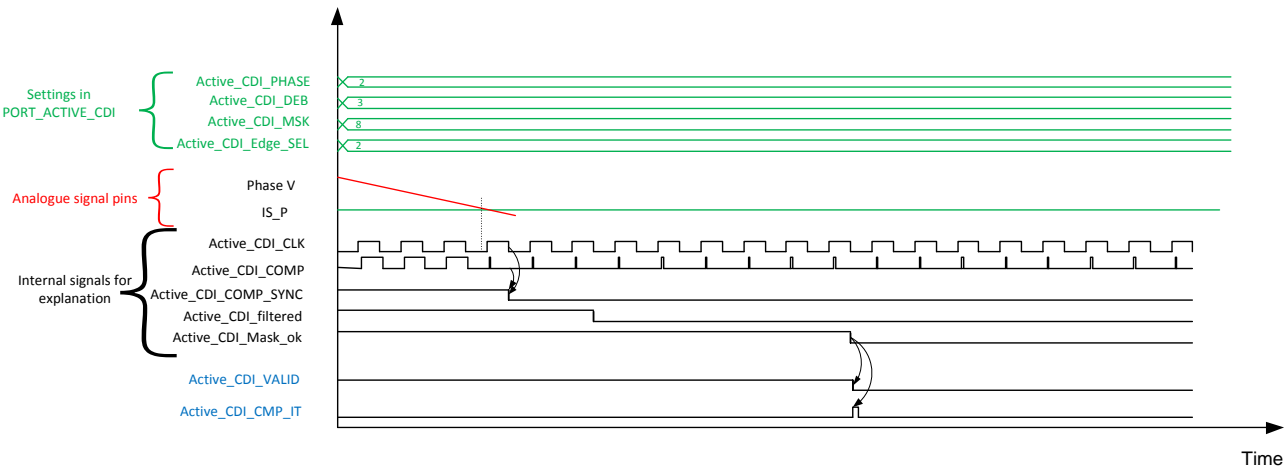 Settings in
PORT_ACTIVE_CDI
Active_CDI_PHASE
2
Active_CDI_DEB
3
Active_CDI_MSK
8
Active_CDI_Edge_SEL
2
Analogue signal pins
Phase V
IS_P
Internal signals for
explanation
Active_CDI_CLK
Active_CDI_COMP
Active_CDI_COMP_SYNC
Active_CDI_filtered
Active_CDI_Mask_ok
Active_CDI_VALID
Active_CDI_CMP_IT
Time